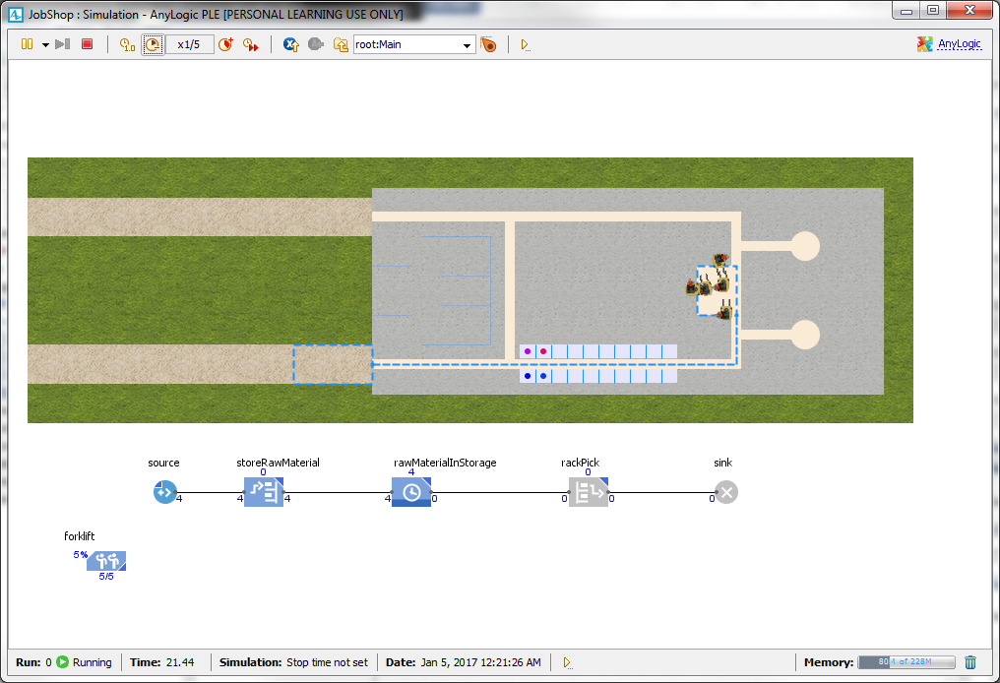 JobShop : Simulation - AnyLogic PLE [PERSONAL LEARNING USE ONLY]
x1/5 root:Main AnyLogic
source storeRawMaterial rawMaterialInStorage rackPick sink
0 4 0
4 4 4 4 0 0 0 0
forklift
5%
5/5
Run: 0 Running Time: 21.44 Simulation: Stop time not set Date: Jan 5, 2017 12:21:26 AM Memory: 80M of 228M